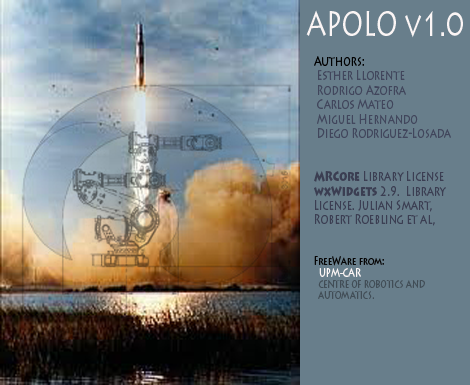 APOLO v1.0
AUTHORS:
ESTHER LLORENTE
RODRIGO AZOFRA
CARLOS MATEO
MIGUEL HERNANDO
DIEGO RODRIGUEZ-LOSADA
MRCORE LIBRARY LICENSE
WXWIDGETS 2.9. LIBRARY
LICENSE. JULIAN SMART,
ROBERT ROEBLING ET AL,
FREEWARE FROM:
UPM-CAR
CENTRE OF ROBOTICS AND
AUTOMATICS.